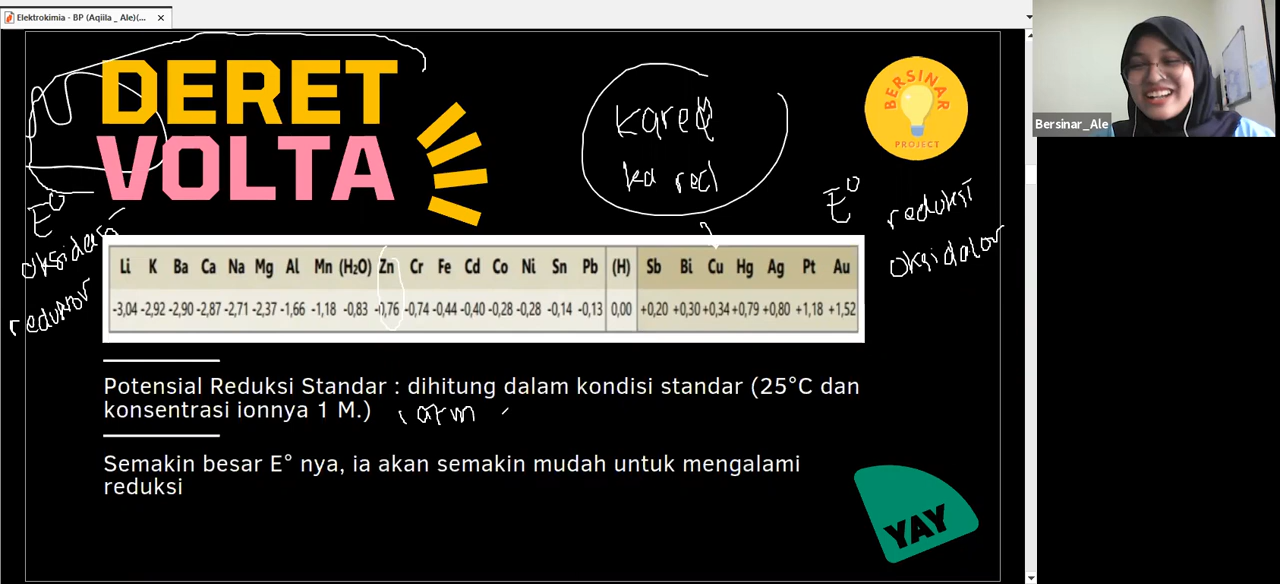 Elektrokimia - BP (Aqiila _ Ale)(...
DERET
VOLTA
BERSINAR
PROJECT
Bersinar_Ale
ka red
E° reduksi
oksidator
E°
oksidasi
reduktor
Li K Ba Ca Na Mg Al Mn (H₂O) Zn Cr Fe Cd Co Ni Sn Pb (H) Sb Bi Cu Hg Ag Pt Au
-3,04 -2,92 -2,90 -2,87 -2,71 -2,37 -1,66 -1,18 -0,83 -0,76 -0,74 -0,44 -0,40 -0,28 -0,28 -0,14 -0,13 0,00 +0,20 +0,30 +0,34 +0,79 +0,80 +1,18 +1,52
Potensial Reduksi Standar : dihitung dalam kondisi standar (25°C dan
konsentrasi ionnya 1 M.) 1 atm
Semakin besar E° nya, ia akan semakin mudah untuk mengalami
reduksi
YAY